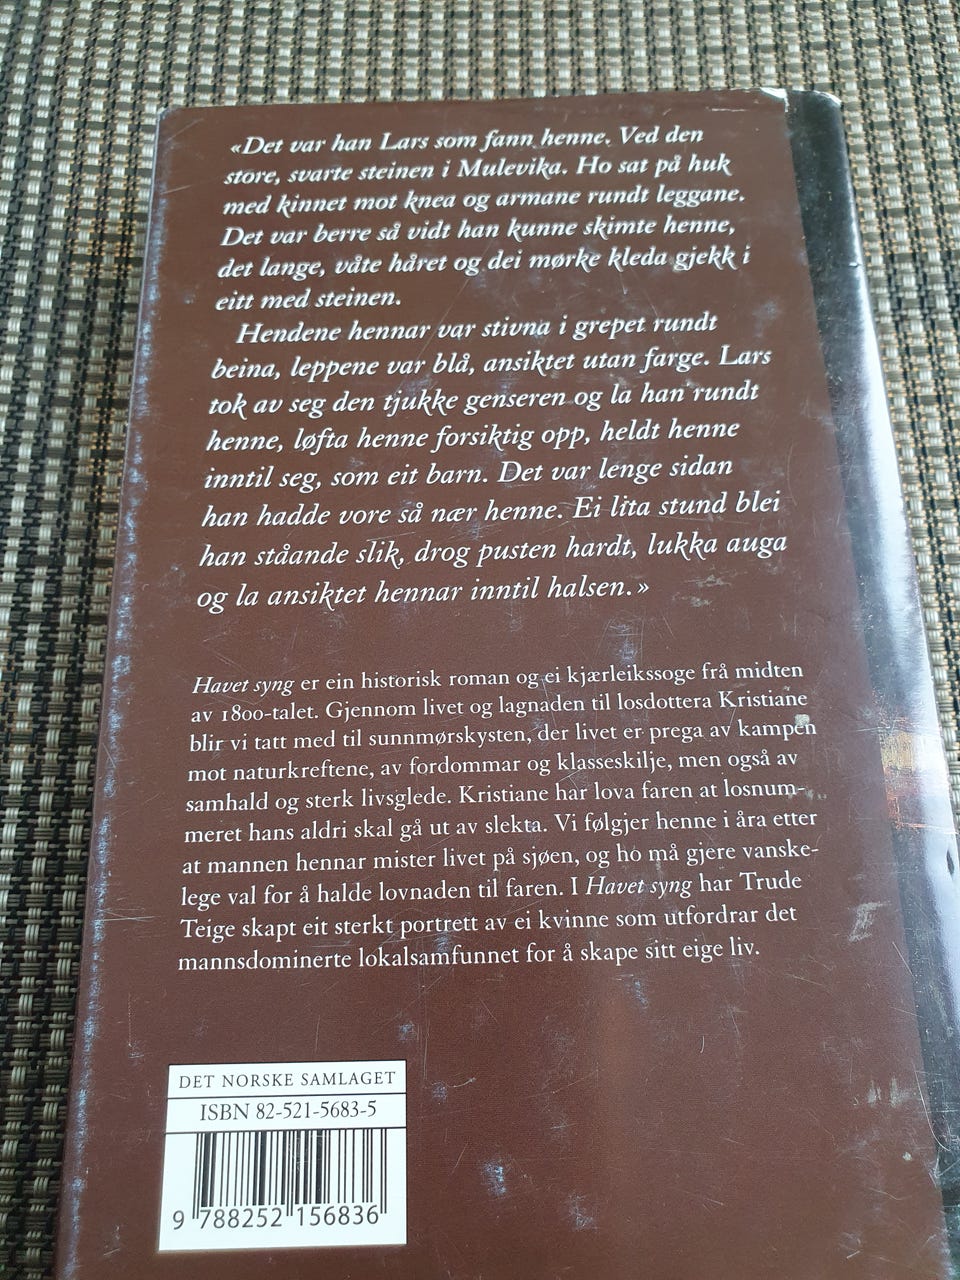 «Det var han Lars som fann henne. Ved den
store, svarte steinen i Mulevika. Ho sat på huk
med kinnet mot knea og armane rundt leggane.
Det var berre så vidt han kunne skimte henne,
det lange, våte håret og dei mørke kleda gjekk i
eitt med steinen.
Hendene hennar var stivna i grepet rundt
beina, leppene var blå, ansiktet utan farge. Lars
tok av seg den tjukke genseren og la han rundt
henne, løfta henne forsiktig opp, heldt henne
inntil seg, som eit barn. Det var lenge sidan
han hadde vore så nær henne. Ei lita stund blei
han ståande slik, drog pusten hardt, lukka auga
og la ansiktet hennar inntil halsen.»
Havet syng er ein historisk roman og ei kjærleikssoge frå midten
av 1800-talet. Gjennom livet og lagnaden til losdottera Kristiane
blir vi tatt med til sunnmørskysten, der livet er prega av kampen
mot naturkreftene, av fordommar og klasseskilje, men også av
samhald og sterk livsglede. Kristiane har lova faren at losnum-
meret hans aldri skal gå ut av slekta. Vi følgjer henne i åra etter
at mannen hennar mister livet på sjøen, og ho må gjere vanske-
lege val for å halde lovnaden til faren. I Havet syng har Trude
Teige skapt eit sterkt portrett av ei kvinne som utfordrar det
mannsdominerte lokalsamfunnet for å skape sitt eige liv.
DET NORSKE SAMLAGET
ISBN 82-521-5683-5
9 788252 156836